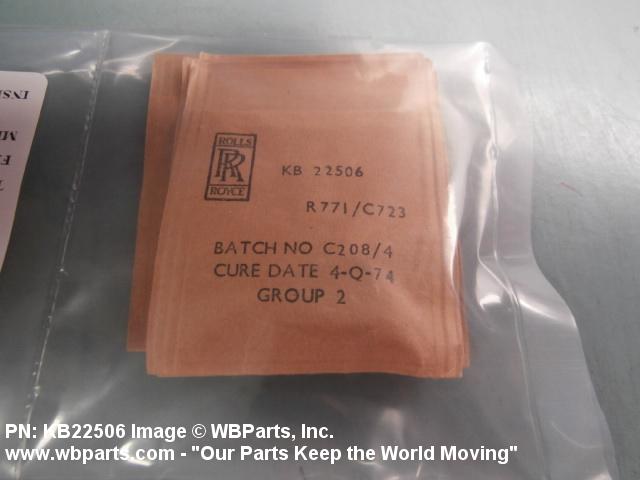 ROLLS
RR
ROYCE
KB 22506
R771/C723
BATCH NO C208/4
CURE DATE 4-Q-74
GROUP 2
PN: KB22506 Image © WBParts, Inc.
www.wbparts.com - "Our Parts Keep the World Moving"